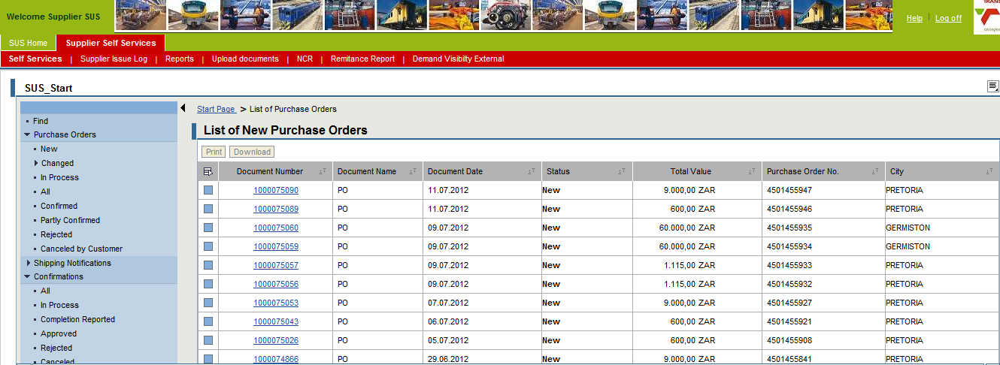 Welcome Supplier SUS
Help | Log off
TRANS
SUS Home Supplier Self Services
Self Services | Supplier Issue Log | Reports | Upload documents | NCR | Remitance Report | Demand Visibilty External
SUS_Start
Start Page > List of Purchase Orders
Find
Purchase Orders
New
Changed
In Process
All
Confirmed
Partly Confirmed
Rejected
Canceled by Customer
Shipping Notifications
Confirmations
All
In Process
Completion Reported
Approved
Rejected
Canceled
List of New Purchase Orders
Print Download
Document Number Document Name Document Date Status Total Value Purchase Order No. City
1000075090 PO 11.07.2012 New 9.000,00 ZAR 4501455947 PRETORIA
1000075089 PO 11.07.2012 New 600,00 ZAR 4501455946 PRETORIA
1000075060 PO 09.07.2012 New 60.000,00 ZAR 4501455935 GERMISTON
1000075059 PO 09.07.2012 New 60.000,00 ZAR 4501455934 GERMISTON
1000075057 PO 09.07.2012 New 1.115,00 ZAR 4501455933 PRETORIA
1000075056 PO 09.07.2012 New 1.115,00 ZAR 4501455932 PRETORIA
1000075053 PO 07.07.2012 New 9.000,00 ZAR 4501455927 PRETORIA
1000075043 PO 06.07.2012 New 600,00 ZAR 4501455921 PRETORIA
1000075026 PO 05.07.2012 New 600,00 ZAR 4501455908 PRETORIA
1000074866 PO 29.06.2012 New 9.000,00 ZAR 4501455841 PRETORIA